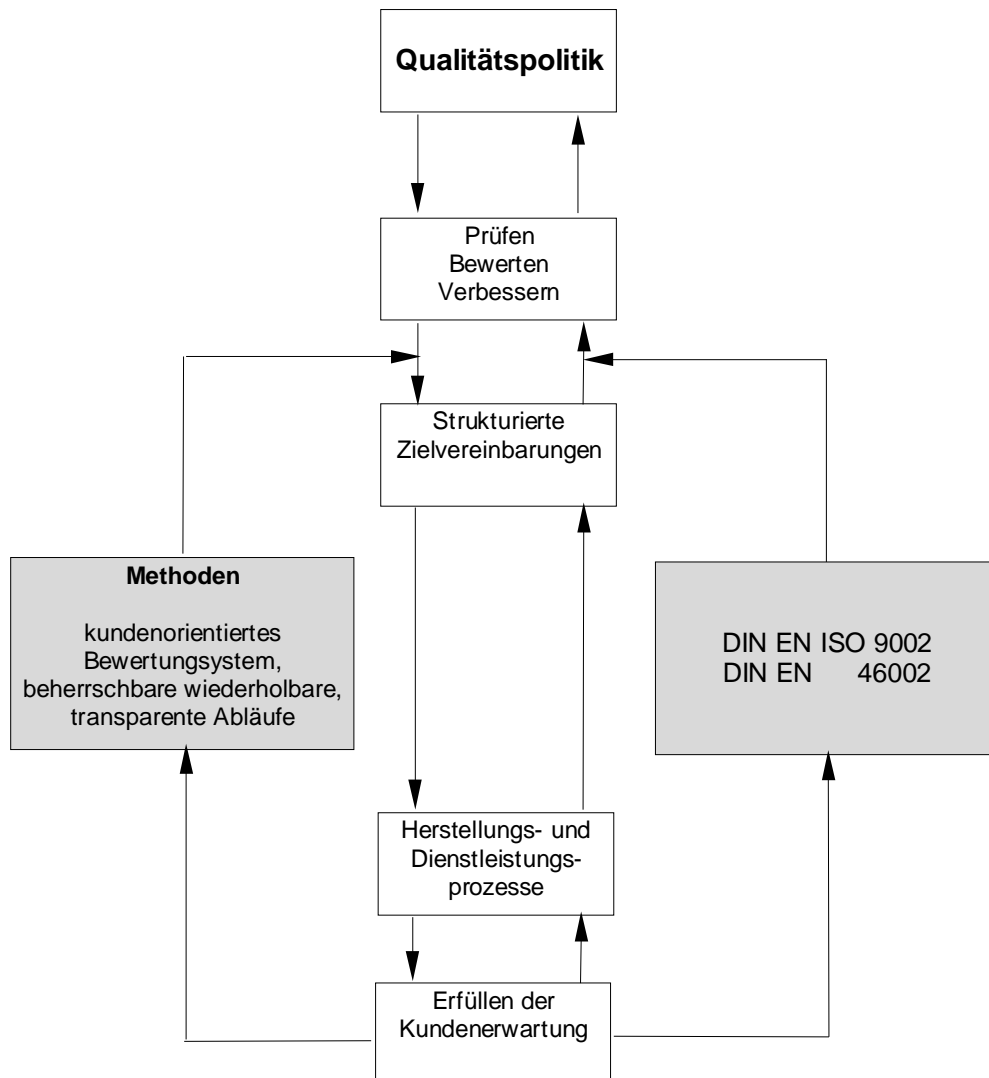 Qualitätspolitik
Prüfen
Bewerten
Verbessern
Strukturierte
Zielvereinbarungen
Methoden
kundenorientiertes
Bewertungsystem,
beherrschbare wiederholbare,
transparente Abläufe
DIN EN ISO 9002
DIN EN 46002
Herstellungs- und
Dienstleistungs-
prozesse
Erfüllen der
Kundenerwartung